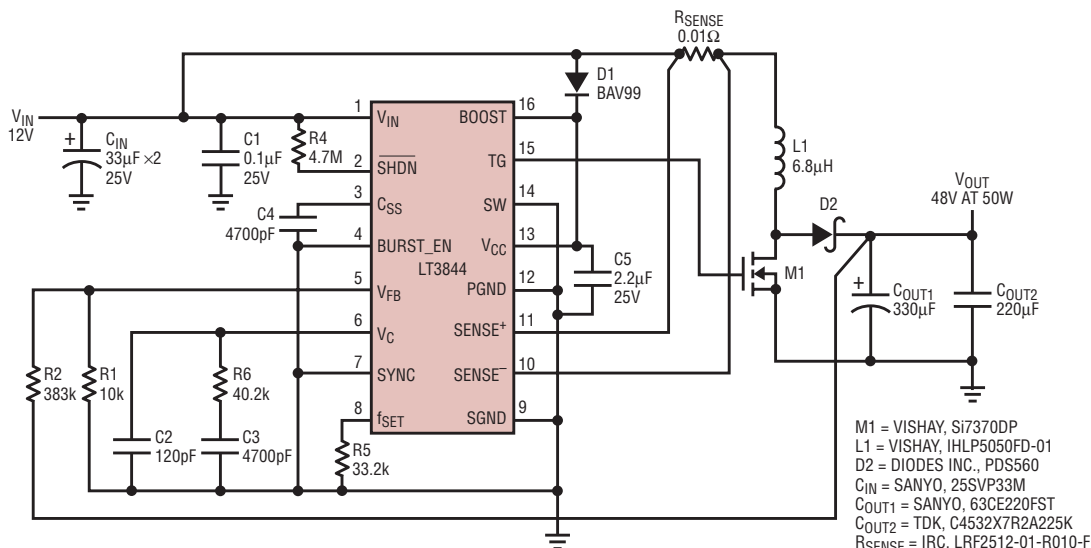 RSENSE
0.01Ω
D1
BAV99
VIN
12V
+
CIN
33µF ×2
25V
C1
0.1µF
25V
R4
4.7M
C4
4700pF
1
VIN
2
SHDN
3
CSS
4
BURST_EN
LT3844
5
VFB
6
VC
7
SYNC
8
fSET
BOOST
16
TG
15
SW
14
VCC
13
PGND
12
SENSE+
11
SENSE–
10
SGND
9
C5
2.2µF
25V
L1
6.8µH
D2
VOUT
48V AT 50W
M1
+
COUT1
330µF
COUT2
220µF
R2
383k
R1
10k
R6
40.2k
C2
120pF
C3
4700pF
R5
33.2k
M1 = VISHAY, Si7370DP
L1 = VISHAY, IHLP5050FD-01
D2 = DIODES INC., PDS560
CIN = SANYO, 25SVP33M
COUT1 = SANYO, 63CE220FST
COUT2 = TDK, C4532X7R2A225K
RSENSE = IRC, LRF2512-01-R010-F